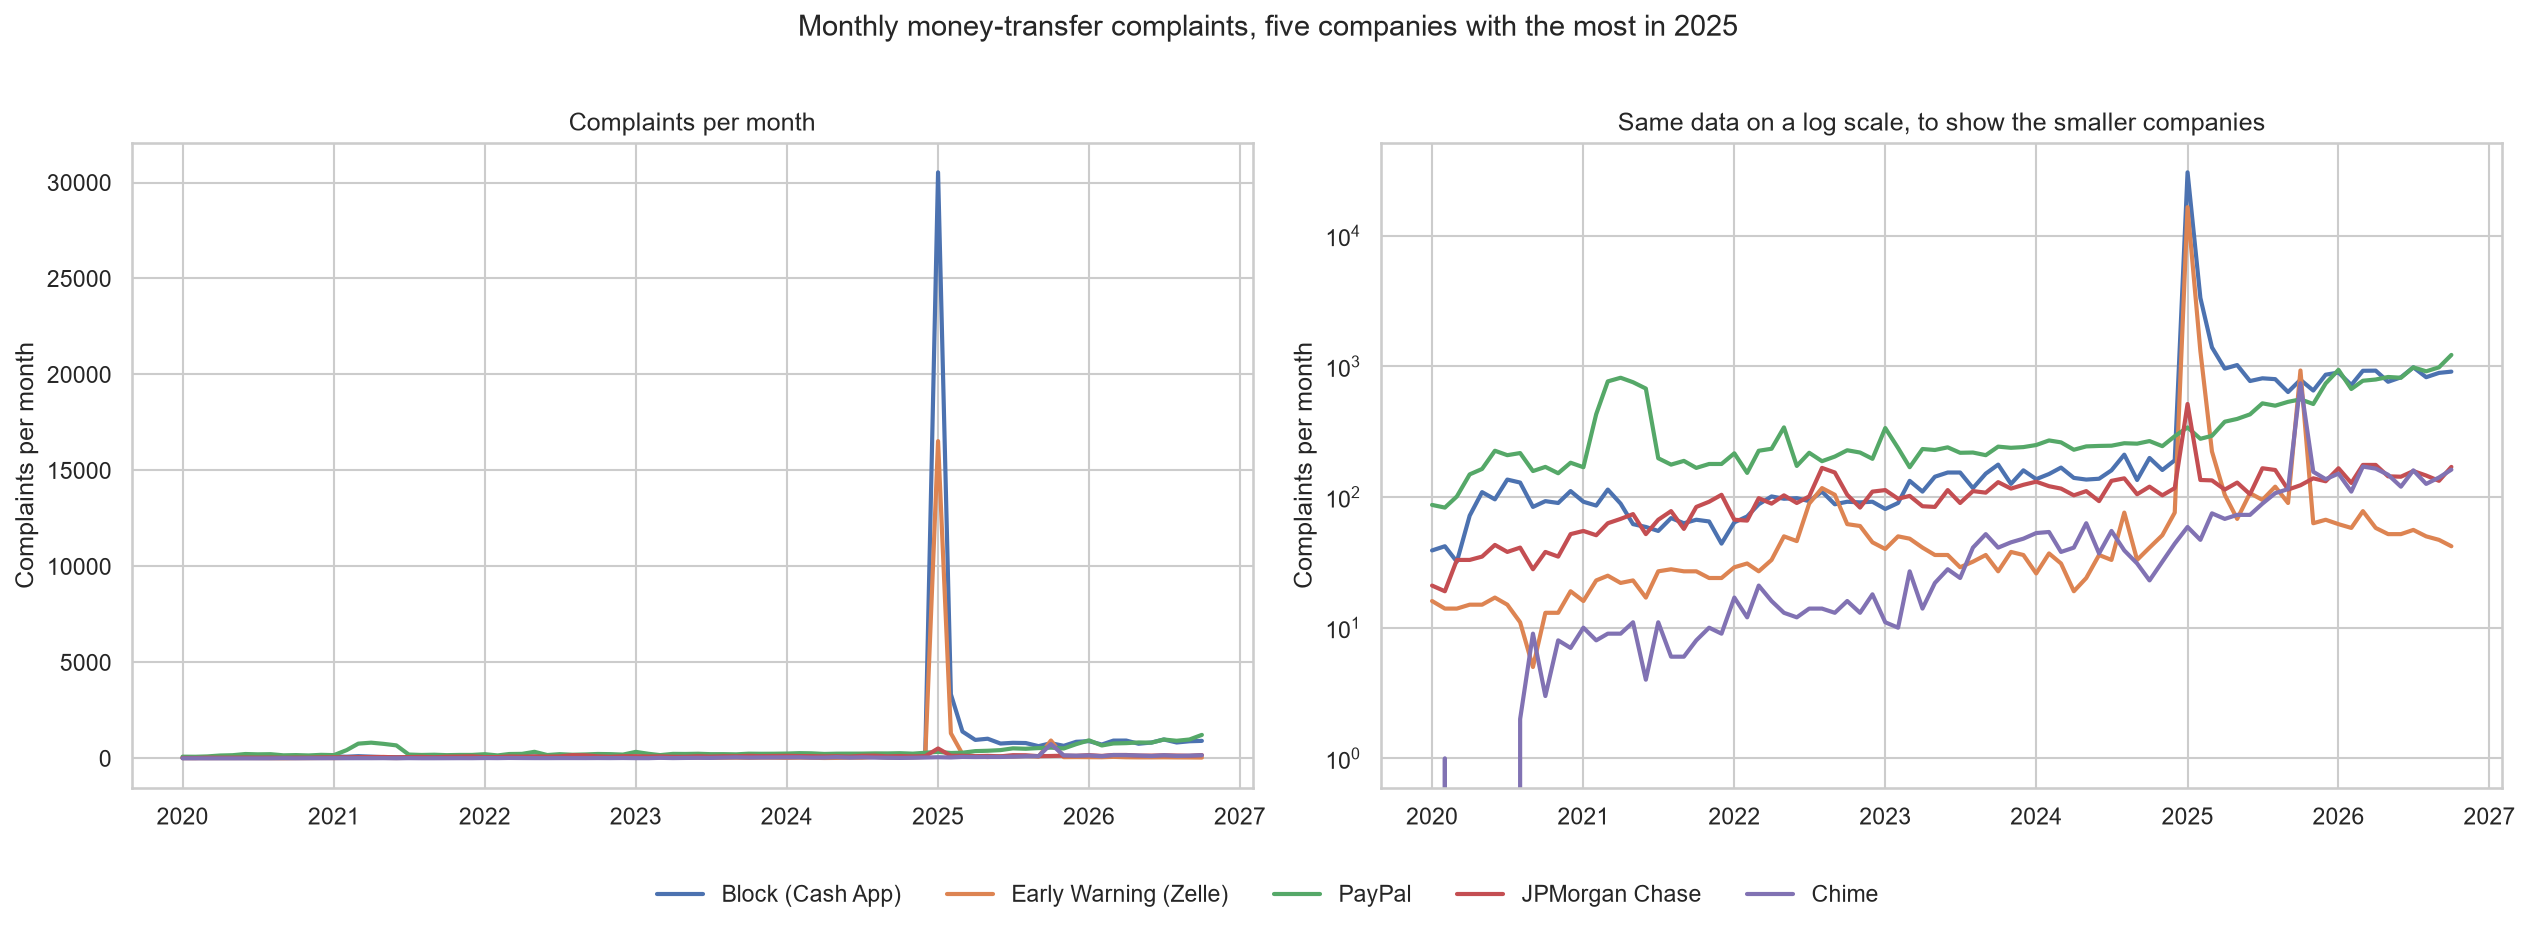 Monthly money-transfer complaints, five companies with the most in 2025
Complaints per month
Complaints per month
30000
25000
20000
15000
10000
5000
0
2020 2021 2022 2023 2024 2025 2026 2027
Same data on a log scale, to show the smaller companies
Complaints per month
10⁴
10³
10²
10¹
10⁰
2020 2021 2022 2023 2024 2025 2026 2027
Block (Cash App) Early Warning (Zelle) PayPal JPMorgan Chase Chime